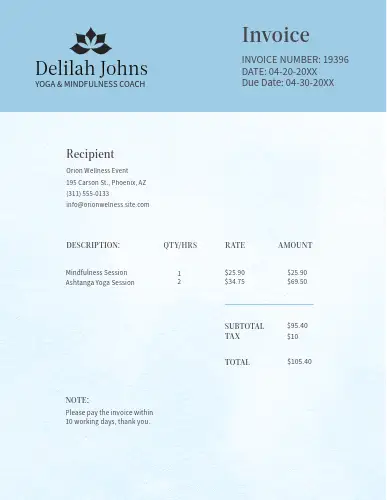 Delilah Johns
YOGA & MINDFULNESS COACH
Invoice
INVOICE NUMBER: 19396
DATE: 04-20-20XX
Due Date: 04-30-20XX
Recipient
Orion Wellness Event
195 Carson St., Phoenix, AZ
(311) 555-0133
info@orionwelness.site.com
DESCRIPTION: QTY/HRS RATE AMOUNT
Mindfulness Session 1 $25.90 $25.90
Ashtanga Yoga Session 2 $34.75 $69.50
SUBTOTAL $95.40
TAX $10
TOTAL $105.40
NOTE:
Please pay the invoice within
10 working days, thank you.